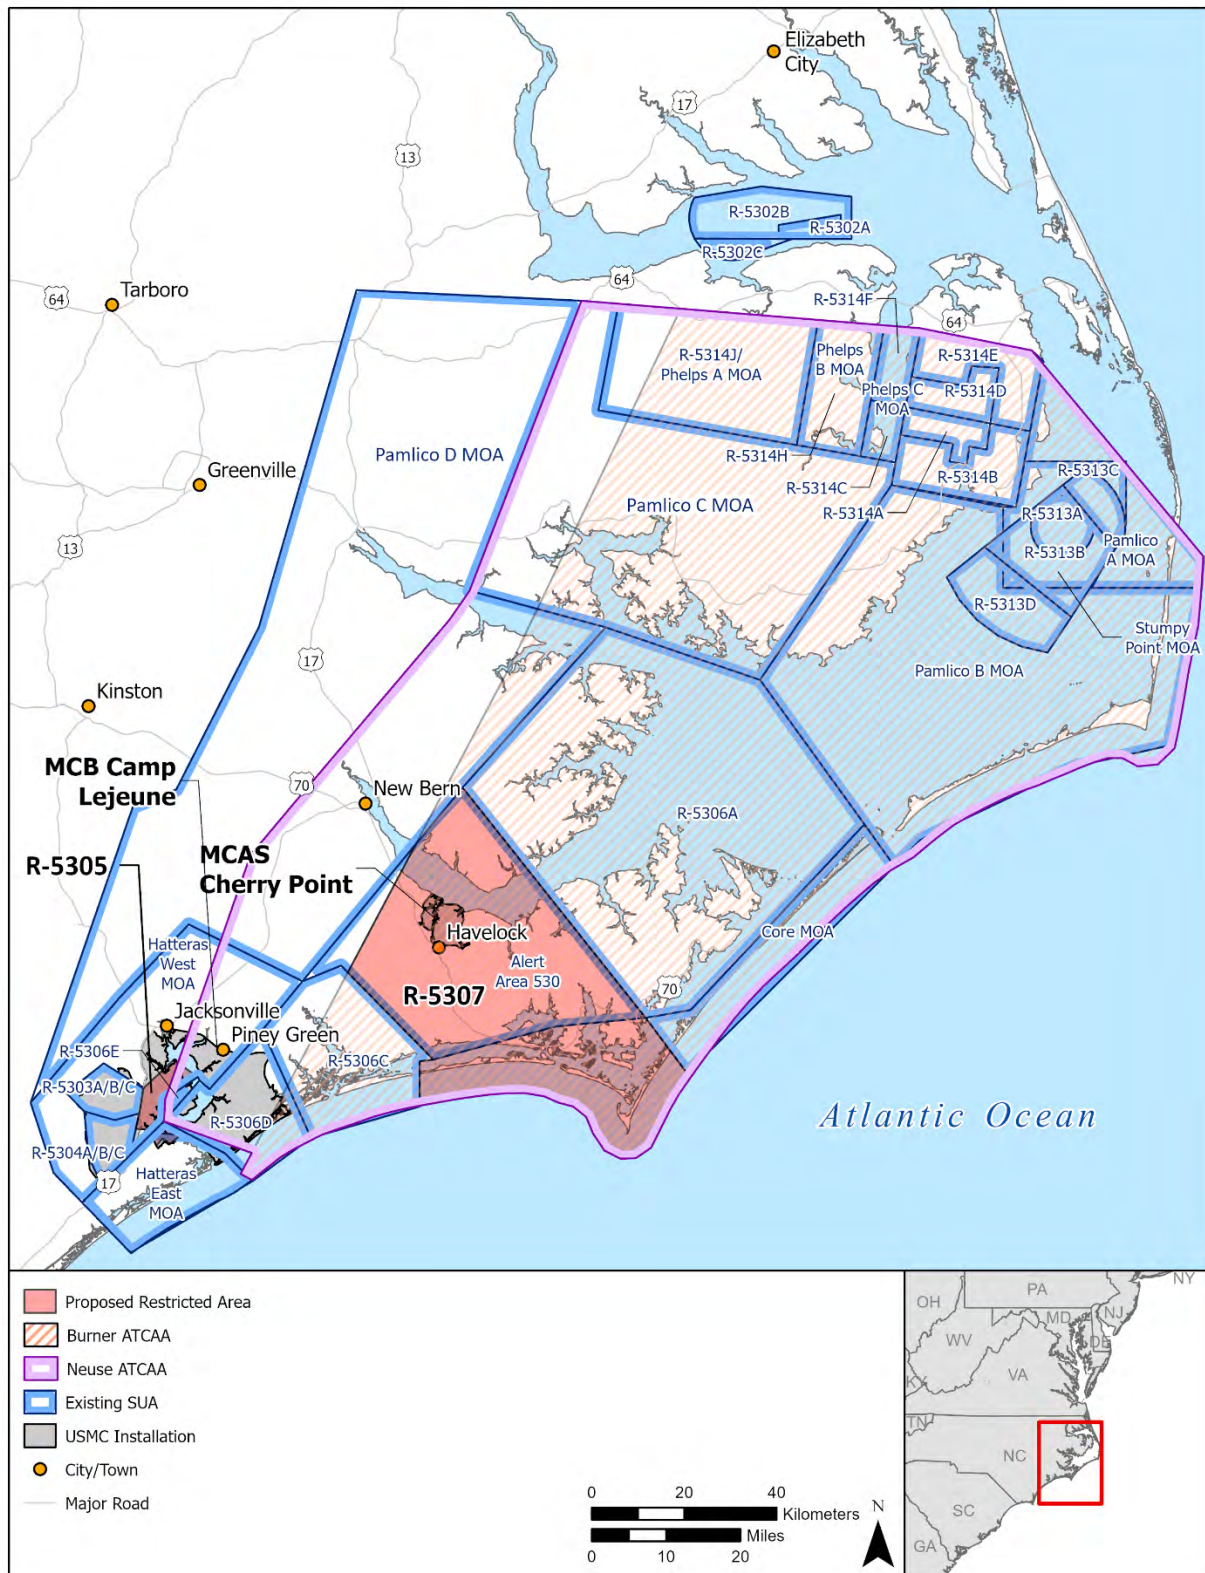 Elizabeth
City
17
13
R-5302B
R-5302A
R-5302C
64
Tarboro
64
R-5314F
64
R-5314J/
Phelps A MOA
Phelps
B MOA
R-5314E
Phelps C
MOA
R-5314D
Pamlico D MOA
Greenville
R-5314H
R-5314C
R-5314B
R-5314A
R-5313C
Pamlico C MOA
R-5313A
13
R-5313B
Pamlico
A MOA
R-5313D
Stumpy
Point MOA
17
Pamlico B MOA
Kinston
MCB Camp
Lejeune
70
New Bern
R-5306A
R-5305
MCAS
Cherry Point
Havelock
Core MOA
Hatteras
West
MOA
Alert
Area 530
R-5307
70
Jacksonville
Piney Green
R-5306E
R-5306C
R-5303A/B/C
R-5306D
Atlantic Ocean
R-5304A/B/C
17
Hatteras
East
MOA
Proposed Restricted Area
Burner ATCAA
Neuse ATCAA
Existing SUA
USMC Installation
City/Town
Major Road
0 20 40
Kilometers
Miles
0 10 20
N
NY
PA
OH
MD
NJ
DE
WV
VA
KY
TN
NC
SC
GA